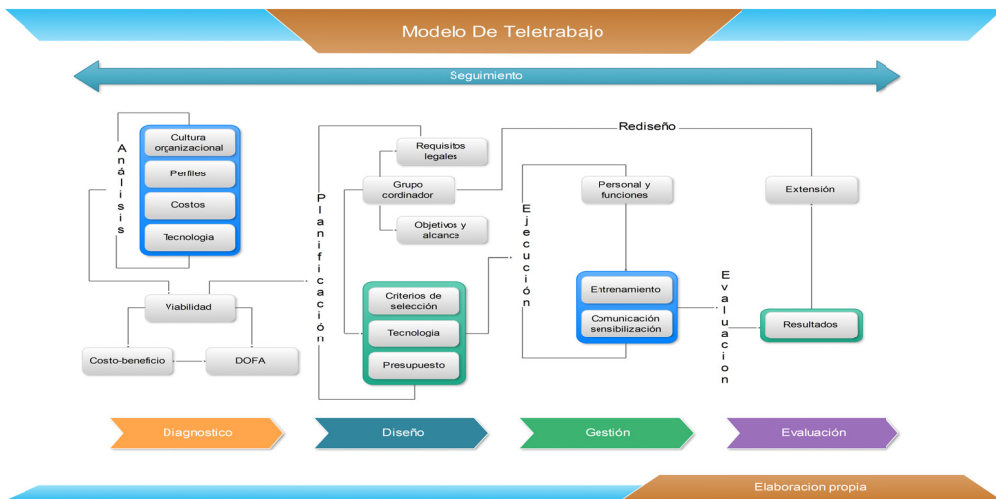 Modelo De Teletrabajo
Seguimiento
Análisis
Cultura
organizacional
Perfiles
Costos
Tecnologia
Viabilidad
Costo-beneficio
DOFA
Planificación
Requisitos
legales
Grupo
cordinador
Objetivos y
alcance
Criterios de
selección
Tecnologia
Presupuesto
Rediseño
Ejecución
Personal y
funciones
Entrenamiento
Comunicación
sensibilización
Evaluacion
Extensión
Resultados
Diagnostico
Diseño
Gestión
Evaluación
Elaboracion propia